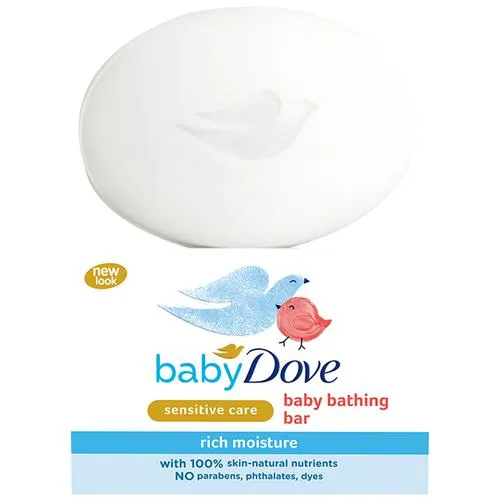 new
look
baby Dove
sensitive care
baby bathing
bar
rich moisture
with 100% skin-natural nutrients
NO parabens, phthalates, dyes